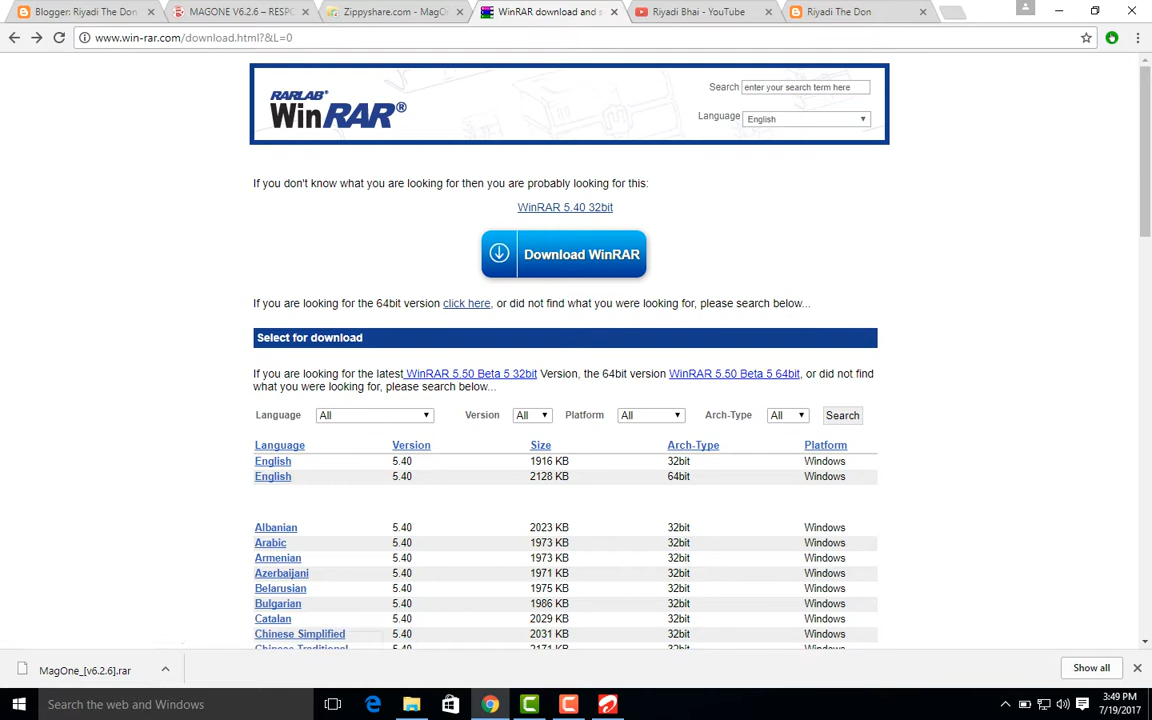 Blogger: Riyadi The Don
MAGONE V6.2.6 – RESPO
Zippyshare.com - MagO
WinRAR download and s
Riyadi Bhai - YouTube
Riyadi The Don
www.win-rar.com/download.html?&L=0
RARLAB®
WinRAR®
Search enter your search term here
Language English
If you don't know what you are looking for then you are probably looking for this:
WinRAR 5.40 32bit
Download WinRAR
If you are looking for the 64bit version click here, or did not find what you were looking for, please search below...
Select for download
If you are looking for the latest WinRAR 5.50 Beta 5 32bit Version, the 64bit version WinRAR 5.50 Beta 5 64bit, or did not find
what you were looking for, please search below...
Language All Version All Platform All Arch-Type All Search
Language Version Size Arch-Type Platform
English 5.40 1916 KB 32bit Windows
English 5.40 2128 KB 64bit Windows
Albanian 5.40 2023 KB 32bit Windows
Arabic 5.40 1973 KB 32bit Windows
Armenian 5.40 1973 KB 32bit Windows
Azerbaijani 5.40 1971 KB 32bit Windows
Belarusian 5.40 1975 KB 32bit Windows
Bulgarian 5.40 1986 KB 32bit Windows
Catalan 5.40 2029 KB 32bit Windows
Chinese Simplified 5.40 2031 KB 32bit Windows
Chinese Traditional 5.40 2171 KB 32bit Windows
MagOne_[v6.2.6].rar
Show all
Search the web and Windows
3:49 PM
7/19/2017